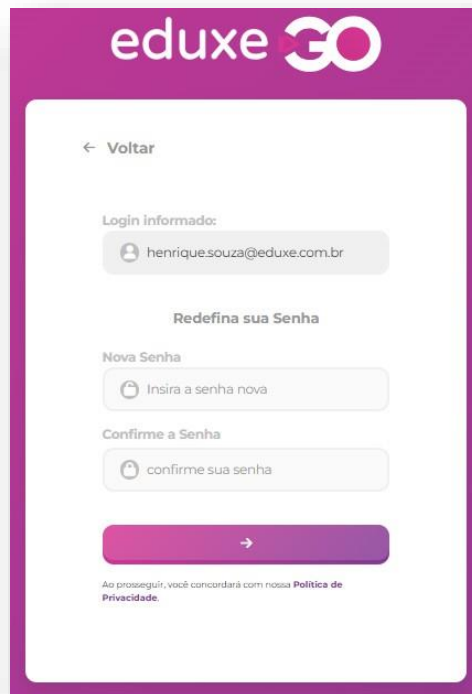 eduxe GO
← Voltar
Login informado:
henrique.souza@eduxe.com.br
Redefina sua Senha
Nova Senha
Insira a senha nova
Confirme a Senha
confirme sua senha
→
Ao prosseguir, você concordará com nossa Política de
Privacidade.